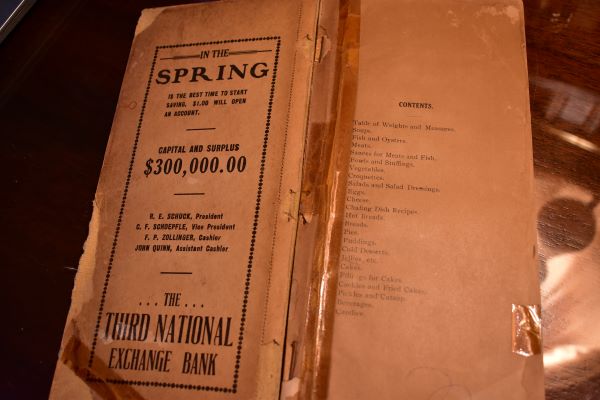 IN THE
SPRING
IS THE BEST TIME TO START
SAVING. $1.00 WILL OPEN
AN ACCOUNT.
CAPITAL AND SURPLUS
$300,000.00
R. E. SCHUCK, President
C. F. SCHOEPFLE, Vice President
F. P. ZOLLINGER, Cashier
JOHN QUINN, Assistant Cashier
... THE ...
THIRD NATIONAL
EXCHANGE BANK
CONTENTS.
Table of Weights and Measures.
Soups.
Fish and Oysters.
Meats.
Sauces for Meats and Fish.
Fowls and Stuffings.
Vegetables.
Croquettes.
Salads and Salad Dressings.
Eggs.
Cheese.
Chafing Dish Recipes.
Hot Breads.
Breads.
Pies.
Puddings.
Cold Desserts.
Jellies, etc.
Cakes.
Fillings for Cakes.
Cookies and Fried Cakes.
Pickles and Catsup.
Beverages.
Candies.